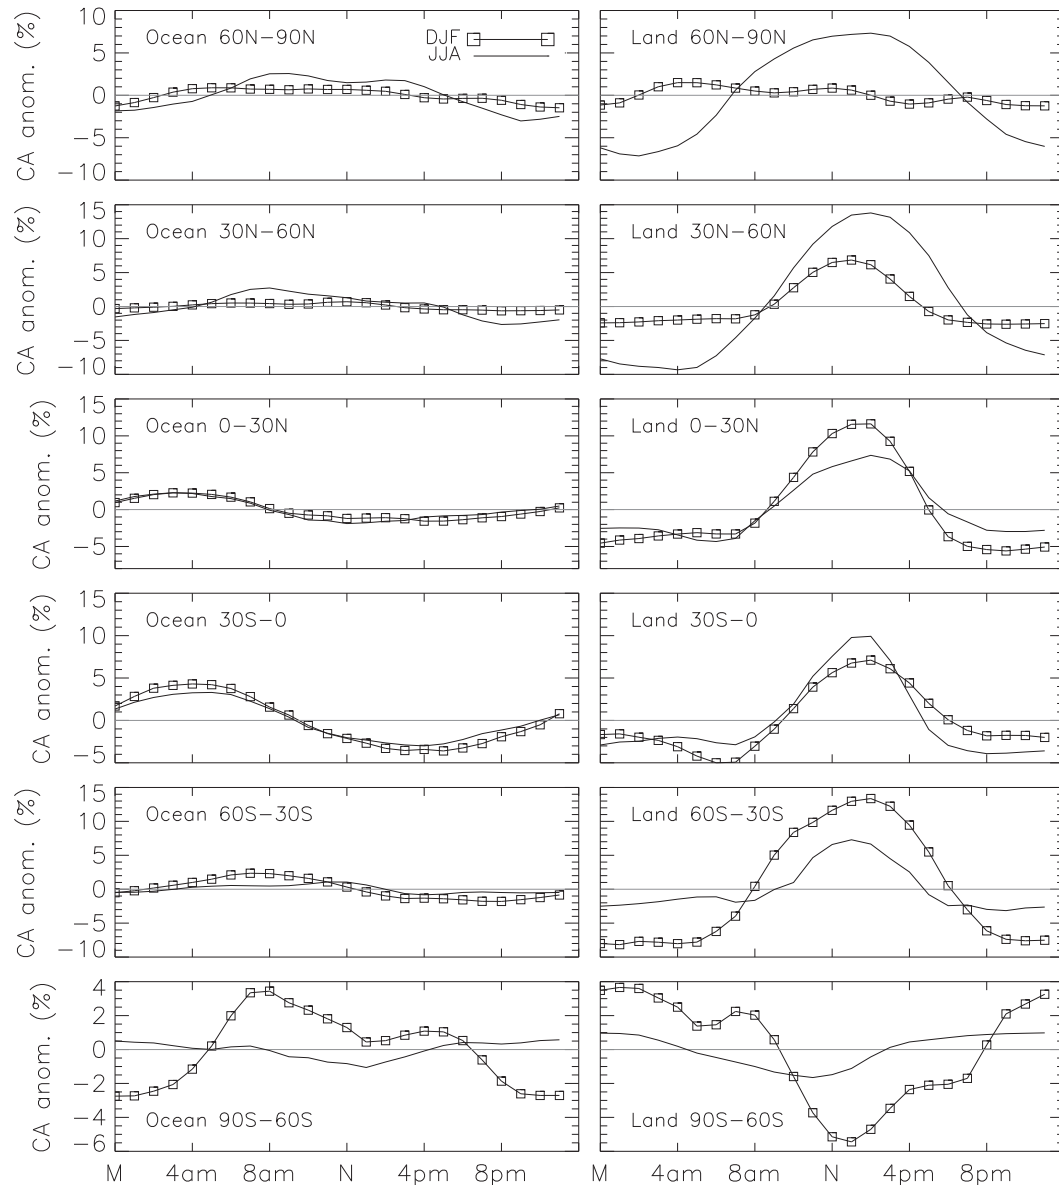 CA anom. (%)
10
5
0
−5
−10
Ocean 60N−90N
DJF
JJA
Land 60N−90N
CA anom. (%)
15
10
5
0
−5
−10
Ocean 30N−60N
Land 30N−60N
CA anom. (%)
15
10
5
0
−5
Ocean 0−30N
Land 0−30N
CA anom. (%)
15
10
5
0
−5
Ocean 30S−0
Land 30S−0
CA anom. (%)
15
10
5
0
−5
−10
Ocean 60S−30S
Land 60S−30S
CA anom. (%)
4
2
0
−2
−4
−6
Ocean 90S−60S
Land 90S−60S
M 4am 8am N 4pm 8pm
M 4am 8am N 4pm 8pm